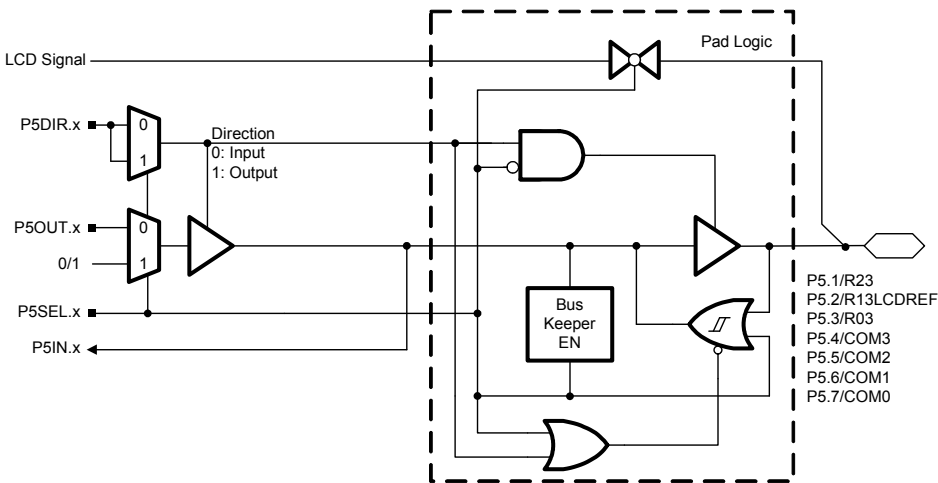 Pad Logic
LCD Signal
P5DIR.x
0
1
Direction
0: Input
1: Output
P5OUT.x
0
0/1
1
P5SEL.x
P5IN.x
Bus
Keeper
EN
P5.1/R23
P5.2/R13LCDREF
P5.3/R03
P5.4/COM3
P5.5/COM2
P5.6/COM1
P5.7/COM0